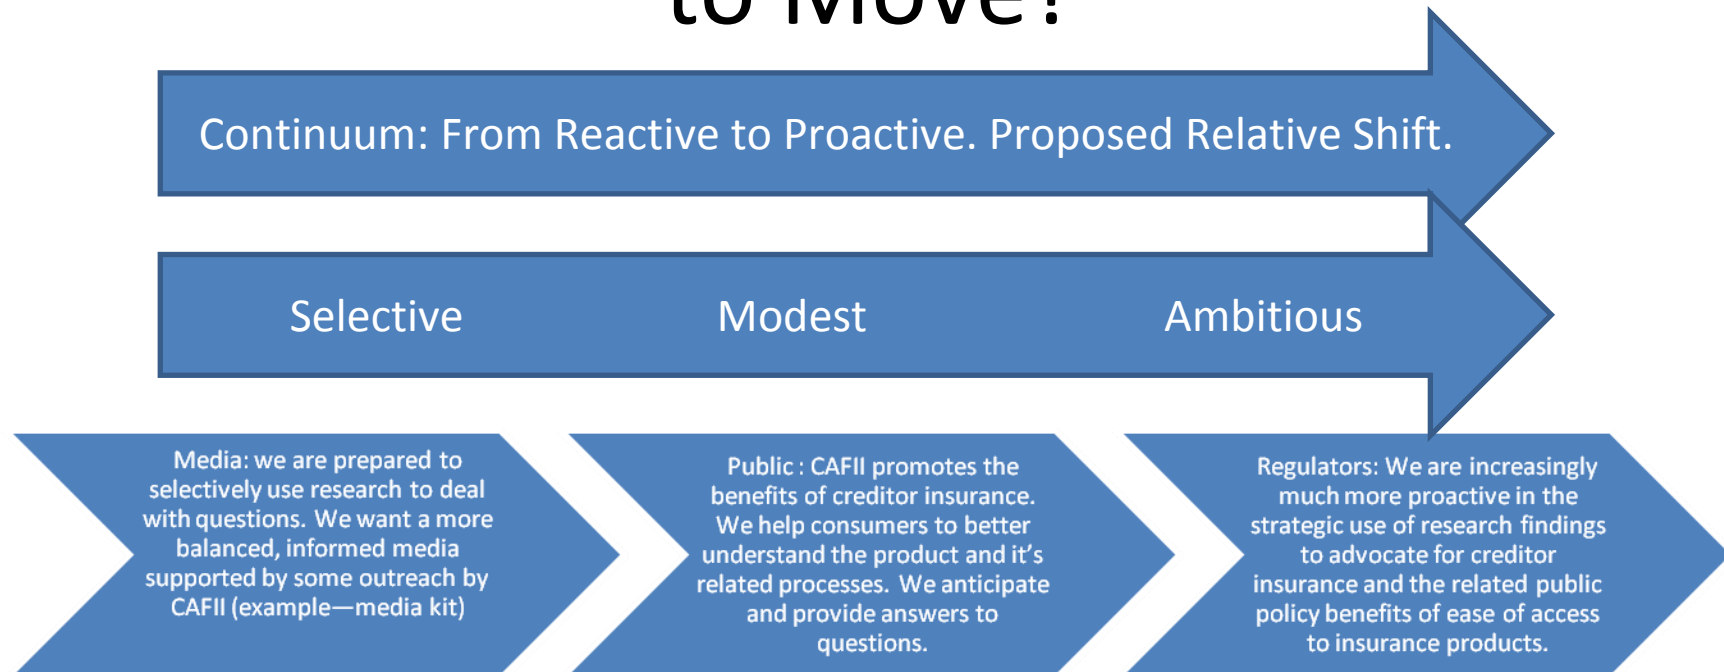 to Move?
Continuum: From Reactive to Proactive. Proposed Relative Shift.
Selective Modest Ambitious
Media: we are prepared to
selectively use research to deal
with questions. We want a more
balanced, informed media
supported by some outreach by
CAFII (example—media kit)
Public : CAFII promotes the
benefits of creditor insurance.
We help consumers to better
understand the product and it's
related processes. We anticipate
and provide answers to
questions.
Regulators: We are increasingly
much more proactive in the
strategic use of research findings
to advocate for creditor
insurance and the related public
policy benefits of ease of access
to insurance products.